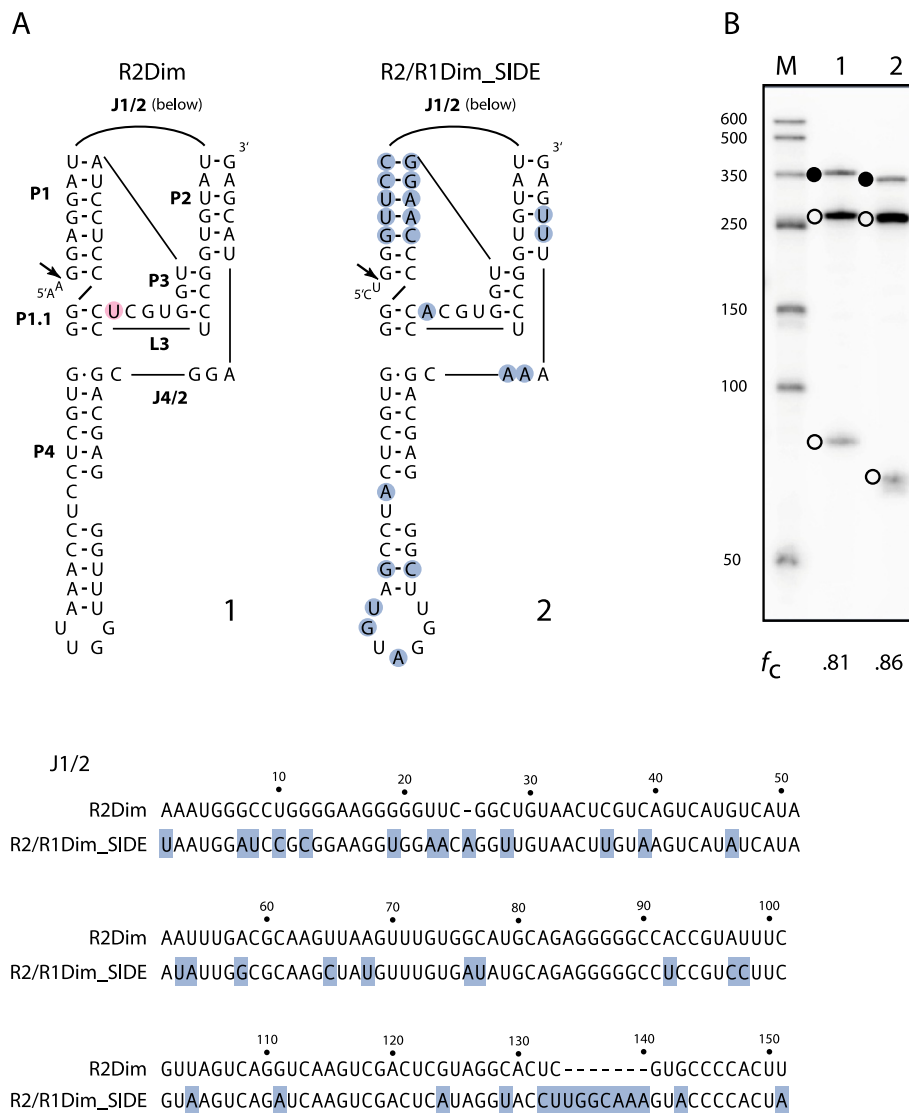 A
B
R2Dim
R2/R1Dim_SIDE
J1/2 (below)
J1/2 (below)
P1
P2
P3
P1.1
L3
J4/2
P4
3'
5'A A
U-A
A-U
G-C
G-C
A-U
G-C
G-C
G-C
G-C
U C G U G
C
G G A
1
3'
5'C U
C-G
C-G
U-A
U-A
G-C
G-C
G-C
G-C
G-C
A C G U G
C
A A A
2
M 1 2
600
500
350
250
150
100
50
fC .81 .86
J1/2
10 20 30 40 50
R2Dim AAAUGGGCCUGGGGAAGGGGGUUC-GGCUGUAACUCGUCAGUCAUGUCAUA
R2/R1Dim_SIDE UAAUGGAUCCGCGGAAGGUGGAACAGGUUGUAACUUGUAAGUCAUAUCAUA
60 70 80 90 100
R2Dim AAUUUGACGCAAGUUAAGUUUGUGGCAUGCAGAGGGGGCCACCGUAUUUC
R2/R1Dim_SIDE AUAUUGGCGCAAGCUAUGUUUGUGAUAUGCAGAGGGGGCCUCCGUCCUUC
110 120 130 140 150
R2Dim GUUAGUCAGGUCAAGUCGACUCGUAGGCACUC-------GUGCCCCACUU
R2/R1Dim_SIDE GUAAGUCAGAUCAAGUCGACUCAUAGGUACCUUGGCAAAGUACCCCACUA